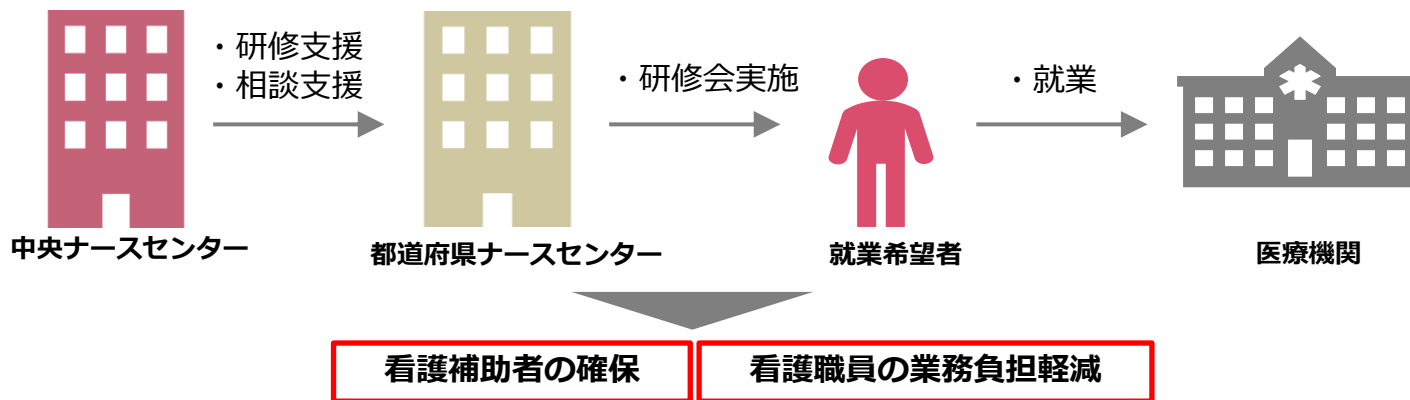 ・研修支援
・相談支援
・研修会実施
・就業
中央ナースセンター
都道府県ナースセンター
就業希望者
医療機関
看護補助者の確保
看護職員の業務負担軽減